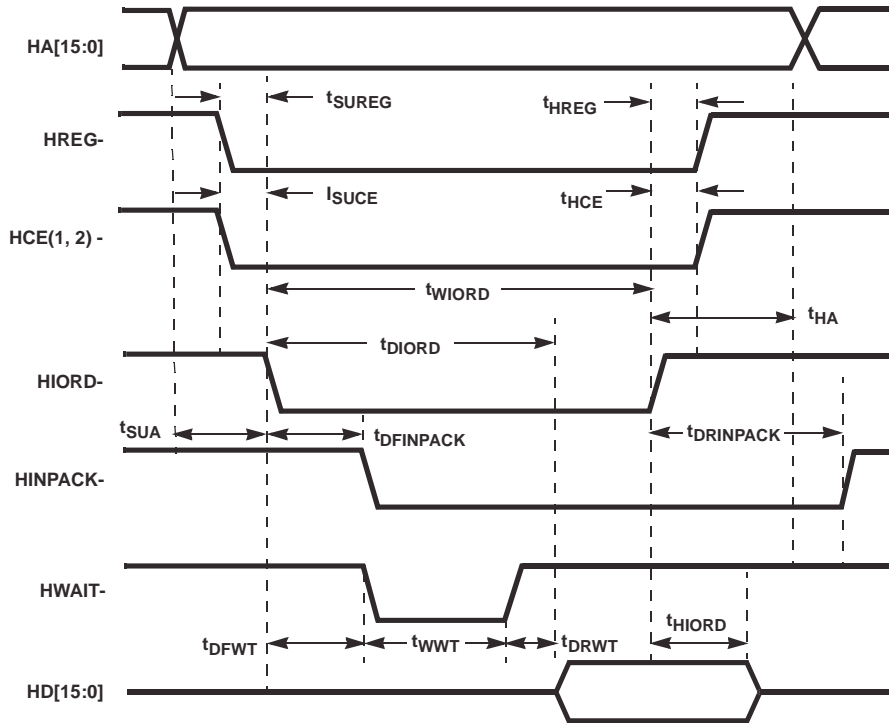 HA[15:0]
tSUREG
tHREG
HREG-
ISUCE
tHCE
HCE(1, 2) -
tWIORD
tHA
tDIORD
HIORD-
tSUA
tDFINPACK
tDRINPACK
HINPACK-
HWAIT-
tDFWT
tWWT
tDRWT
tHIORD
HD[15:0]